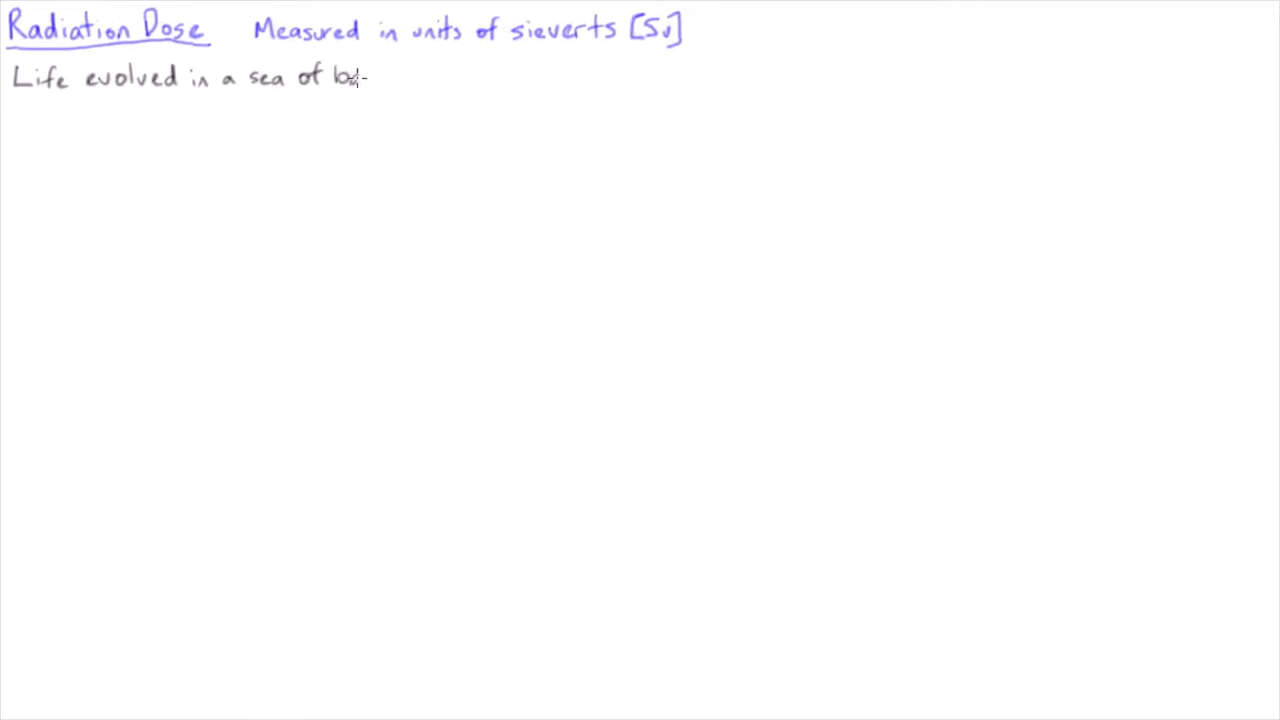 Radiation Dose Measured in units of sieverts [Sv]
Life evolved in a sea of